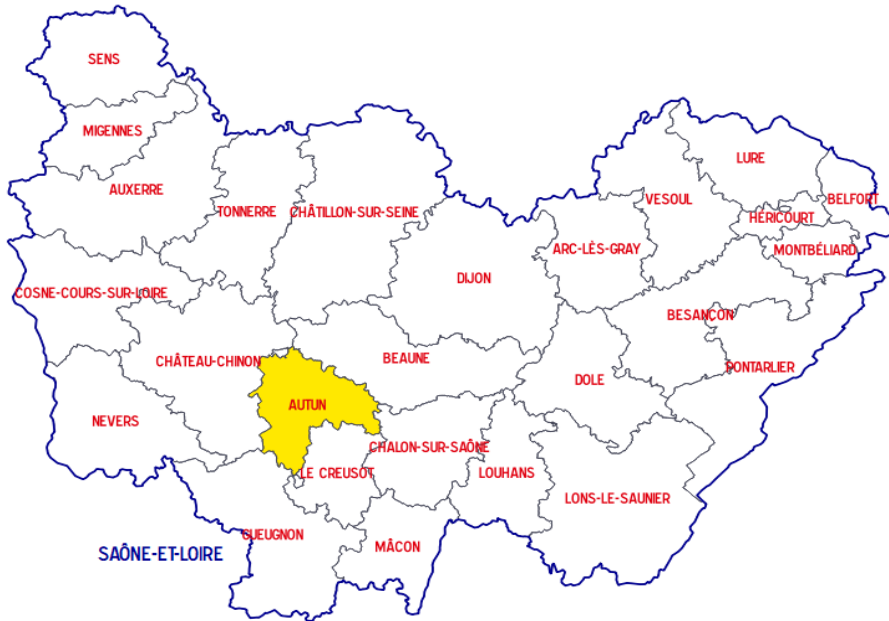 SENS
MIGENNES
AUXERRE
TONNERRE
CHÂTILLON-SUR-SEINE
DIJON
ARC-LÈS-GRAY
VESOUL
LURE
BELFORT
HÉRICOURT
MONTBÉLIARD
COSNE-COURS-SUR-LOIRE
BESANÇON
CHÂTEAU-CHINON
BEAUNE
PONTARLIER
DOLE
NEVERS
AUTUN
CHALON-SUR-SAÔNE
LE CREUSOT
LOUHANS
LONS-LE-SAUNIER
GUEUGNON
MÂCON
SAÔNE-ET-LOIRE